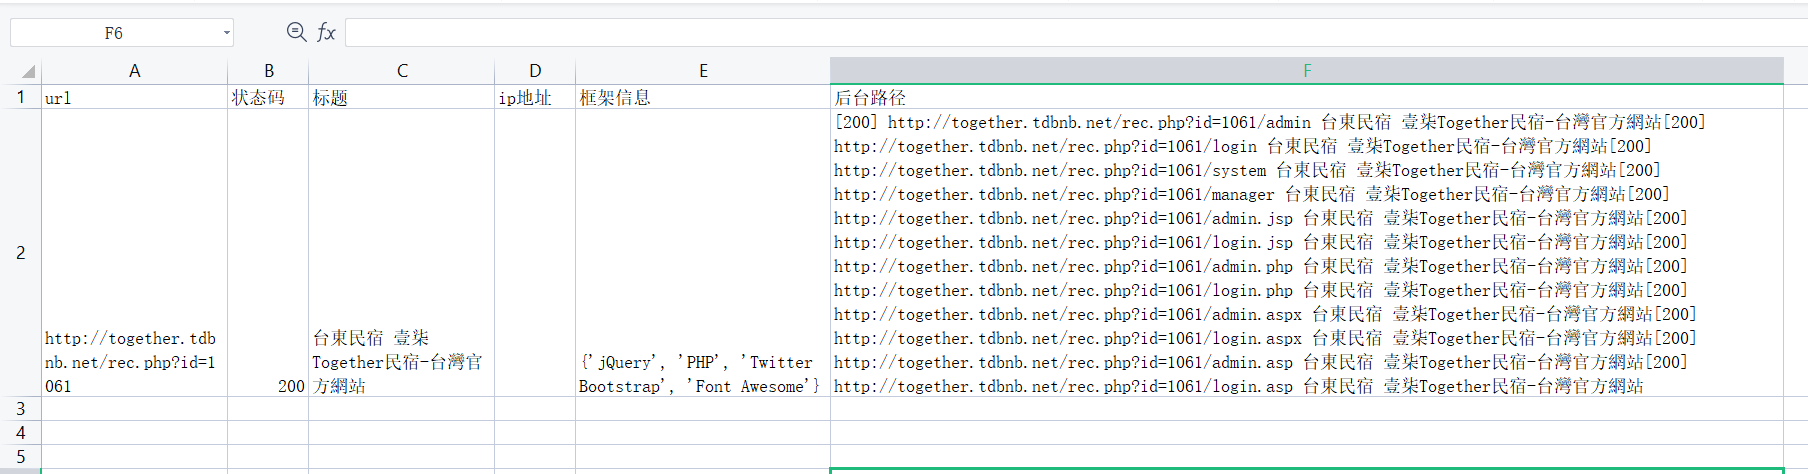 F6
fx
A B C D E F
1 url 状态码 标题 ip地址 框架信息 后台路径
[200] http://together.tdbnb.net/rec.php?id=1061/admin 台東民宿 壹柒Together民宿-台灣官方網站[200]
http://together.tdbnb.net/rec.php?id=1061/login 台東民宿 壹柒Together民宿-台灣官方網站[200]
http://together.tdbnb.net/rec.php?id=1061/system 台東民宿 壹柒Together民宿-台灣官方網站[200]
http://together.tdbnb.net/rec.php?id=1061/manager 台東民宿 壹柒Together民宿-台灣官方網站[200]
http://together.tdbnb.net/rec.php?id=1061/admin.jsp 台東民宿 壹柒Together民宿-台灣官方網站[200]
2 http://together.tdbnb.net/rec.php?id=1061/login.jsp 台東民宿 壹柒Together民宿-台灣官方網站[200]
http://together.tdbnb.net/rec.php?id=1061/admin.php 台東民宿 壹柒Together民宿-台灣官方網站[200]
http://together.tdbnb.net/rec.php?id=1061/login.php 台東民宿 壹柒Together民宿-台灣官方網站[200]
http://together.tdbnb.net/rec.php?id=1061/admin.aspx 台東民宿 壹柒Together民宿-台灣官方網站[200]
http://together.tdb 台東民宿 壹柒 http://together.tdbnb.net/rec.php?id=1061/login.aspx 台東民宿 壹柒Together民宿-台灣官方網站[200]
nb.net/rec.php?id=1 Together民宿-台灣官 {'jQuery', 'PHP', 'Twitter http://together.tdbnb.net/rec.php?id=1061/admin.asp 台東民宿 壹柒Together民宿-台灣官方網站[200]
061 200 方網站 Bootstrap', 'Font Awesome'} http://together.tdbnb.net/rec.php?id=1061/login.asp 台東民宿 壹柒Together民宿-台灣官方網站
3
4
5